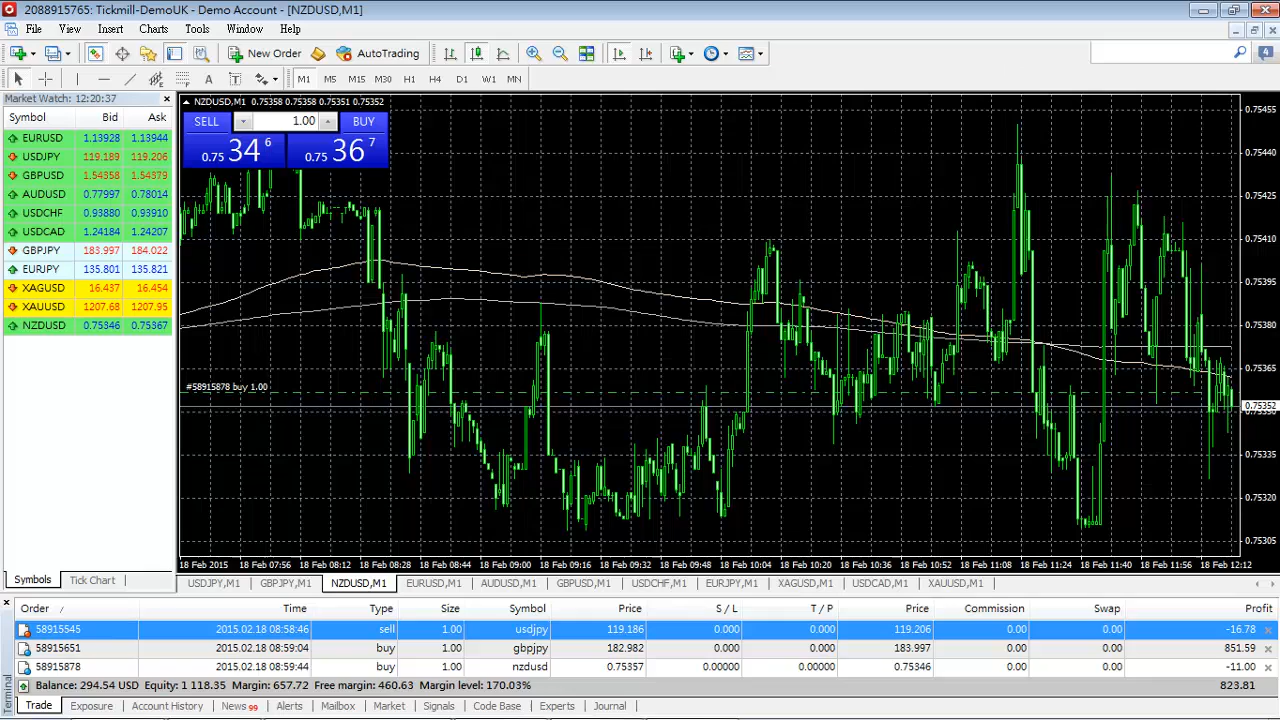 2088915765: Tickmill-DemoUK - Demo Account - [NZDUSD,M1]
File View Insert Charts Tools Window Help
New Order AutoTrading 4
A T M1 M5 M15 M30 H1 H4 D1 W1 MN
Market Watch: 12:20:37
Symbol Bid Ask
EURUSD 1.13928 1.13944
USDJPY 119.189 119.206
GBPUSD 1.54358 1.54379
AUDUSD 0.77997 0.78014
USDCHF 0.93880 0.93910
USDCAD 1.24184 1.24207
GBPJPY 183.997 184.022
EURJPY 135.801 135.821
XAGUSD 16.437 16.454
XAUUSD 1207.68 1207.95
NZDUSD 0.75346 0.75367
Symbols Tick Chart
NZDUSD,M1 0.75358 0.75358 0.75351 0.75352
SELL 1.00 BUY
0.75 34 6 0.75 36 7
#58915878 buy 1.00
0.75455
0.75440
0.75425
0.75410
0.75395
0.75380
0.75365
0.75352
0.75335
0.75320
0.75305
18 Feb 2015 18 Feb 07:56 18 Feb 08:12 18 Feb 08:28 18 Feb 08:44 18 Feb 09:00 18 Feb 09:16 18 Feb 09:32 18 Feb 09:48 18 Feb 10:04 18 Feb 10:20 18 Feb 10:36 18 Feb 10:52 18 Feb 11:08 18 Feb 11:24 18 Feb 11:40 18 Feb 11:56 18 Feb 12:12
USDJPY,M1 GBPJPY,M1 NZDUSD,M1 EURUSD,M1 AUDUSD,M1 GBPUSD,M1 USDCHF,M1 EURJPY,M1 XAGUSD,M1 USDCAD,M1 XAUUSD,M1
Order Time Type Size Symbol Price S / L T / P Price Commission Swap Profit
58915545 2015.02.18 08:58:46 sell 1.00 usdjpy 119.186 0.000 0.000 119.206 0.00 0.00 -16.78
58915651 2015.02.18 08:59:04 buy 1.00 gbpjpy 182.982 0.000 0.000 183.997 0.00 0.00 851.59
58915878 2015.02.18 08:59:44 buy 1.00 nzdusd 0.75357 0.00000 0.00000 0.75346 0.00 0.00 -11.00
Balance: 294.54 USD Equity: 1 118.35 Margin: 657.72 Free margin: 460.63 Margin level: 170.03% 823.81
Trade Exposure Account History News 99 Alerts Mailbox Market Signals Code Base Experts Journal
Terminal